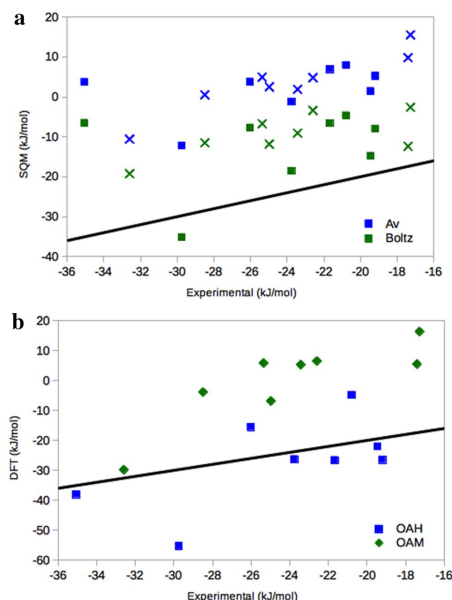 a
20
10
0
-10
-20
-30
-40
SQM (kJ/mol)
-36 -34 -32 -30 -28 -26 -24 -22 -20 -18 -16
Experimental (kJ/mol)
Av
Boltz
b
20
10
0
-10
-20
-30
-40
-50
-60
DFT (kJ/mol)
-36 -34 -32 -30 -28 -26 -24 -22 -20 -18 -16
Experimental (kJ/mol)
OAH
OAM